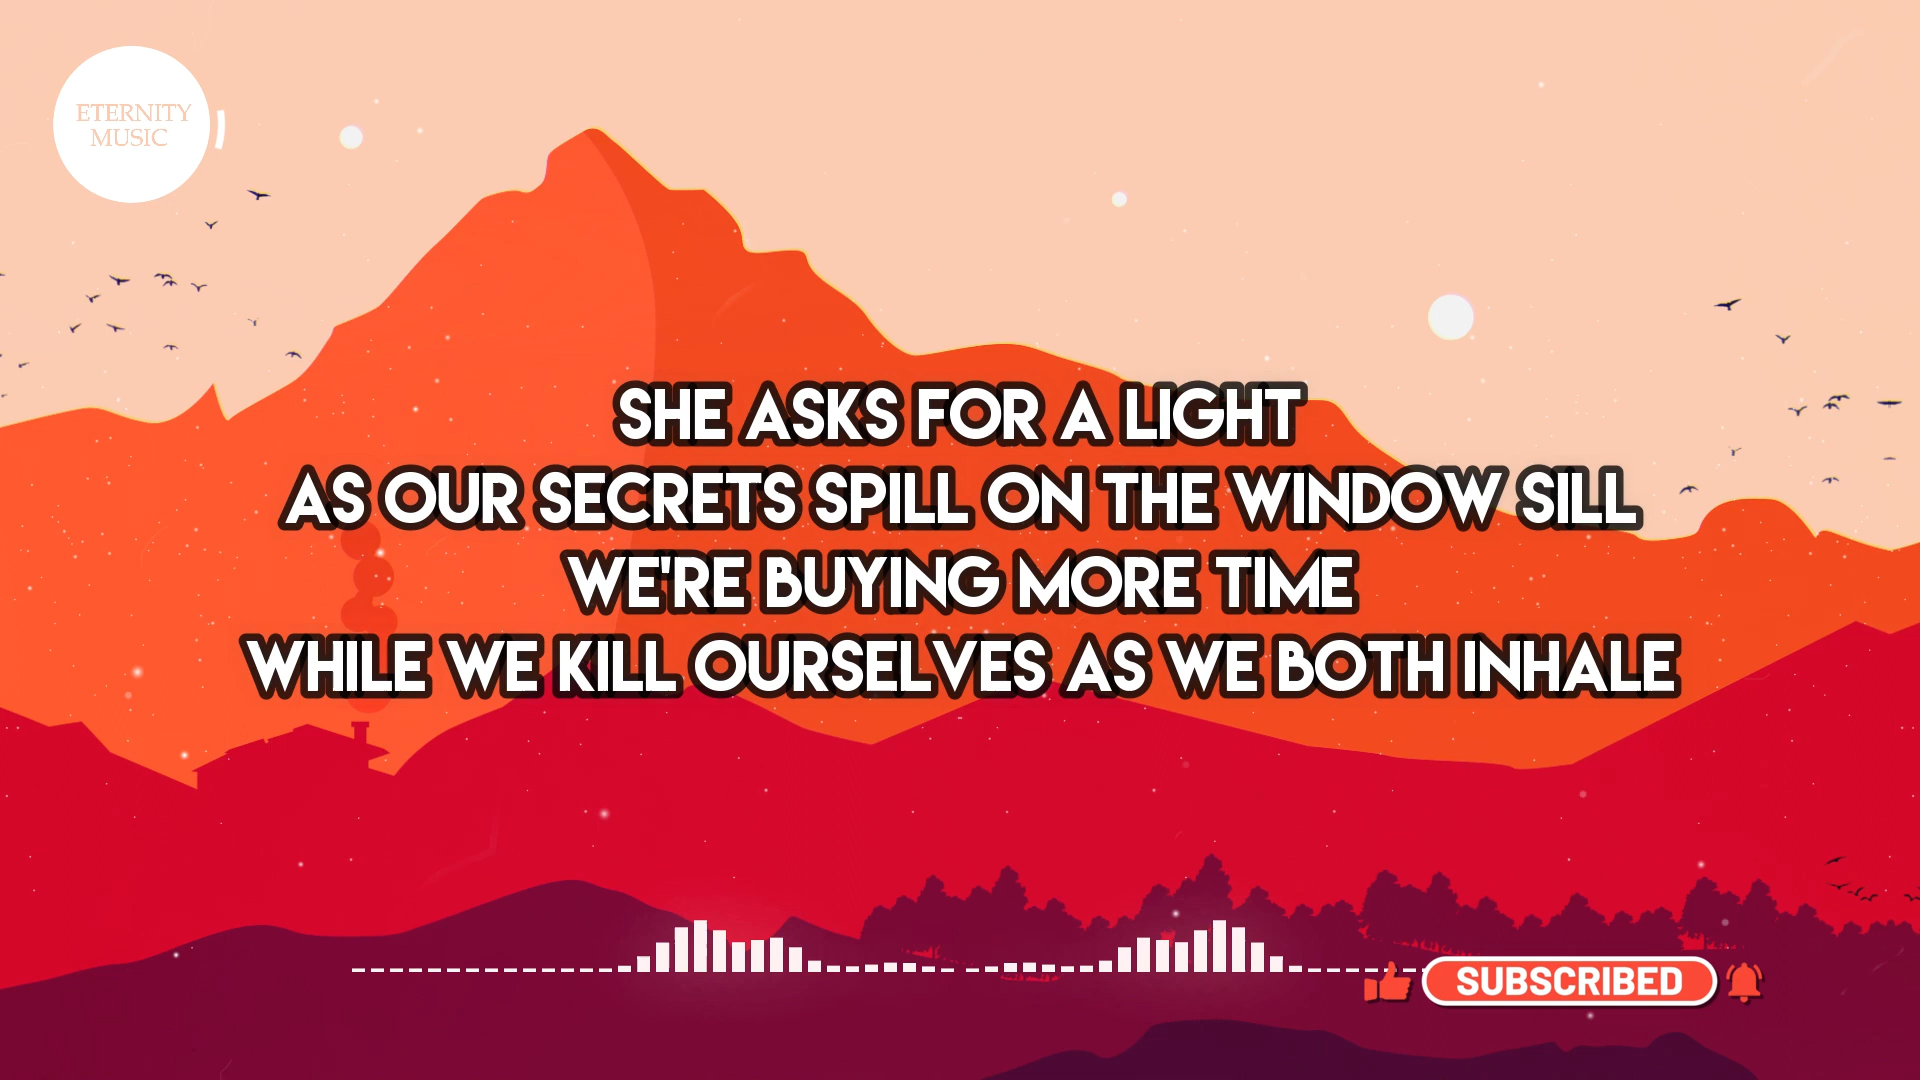 ETERNITY
MUSIC
SHE ASKS FOR A LIGHT
AS OUR SECRETS SPILL ON THE WINDOW SILL
WE'RE BUYING MORE TIME
WHILE WE KILL OURSELVES AS WE BOTH INHALE
SUBSCRIBED